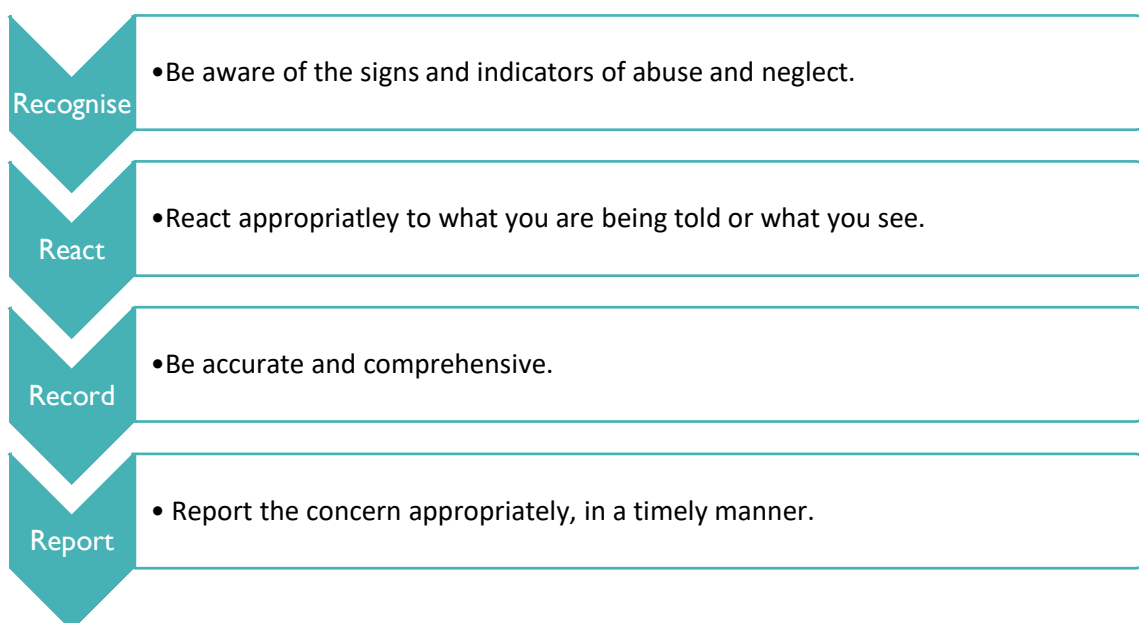 Recognise
•Be aware of the signs and indicators of abuse and neglect.
React
•React appropriatley to what you are being told or what you see.
Record
•Be accurate and comprehensive.
Report
• Report the concern appropriately, in a timely manner.